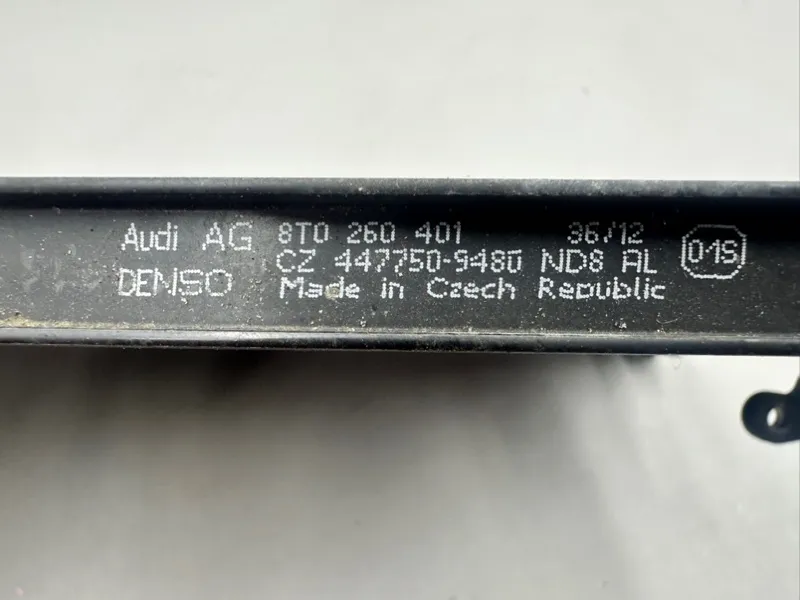 Audi AG 8T0 260 401 36/12
CZ 447750-9480 ND8 AL 01S
DENSO Made in Czech Republic